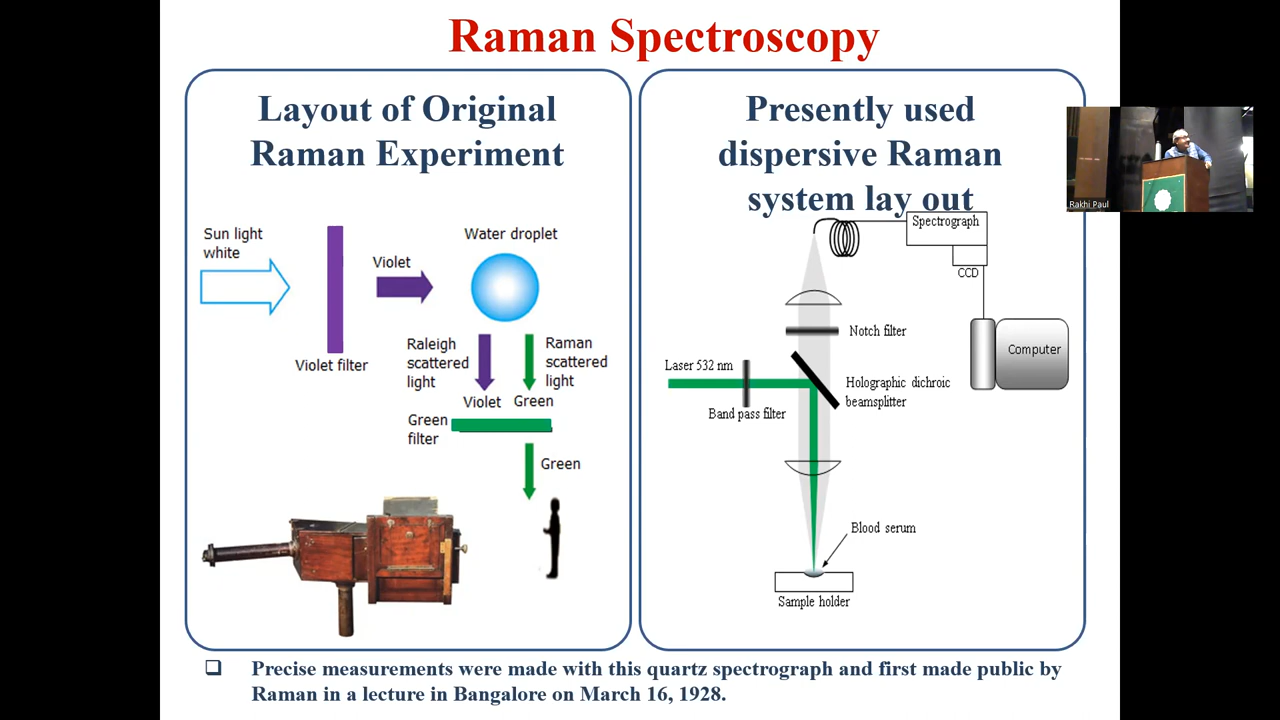 Raman Spectroscopy
Layout of Original
Raman Experiment
Sun light
white
Violet
Water droplet
Violet filter
Raleigh
scattered
light
Raman
scattered
light
Violet
Green
Green
filter
Green
Presently used
dispersive Raman
system lay out
Spectrograph
CCD
Notch filter
Computer
Laser 532 nm
Holographic dichroic
beamsplitter
Band pass filter
Blood serum
Sample holder
Rakhi Paul
❑ Precise measurements were made with this quartz spectrograph and first made public by
Raman in a lecture in Bangalore on March 16, 1928.